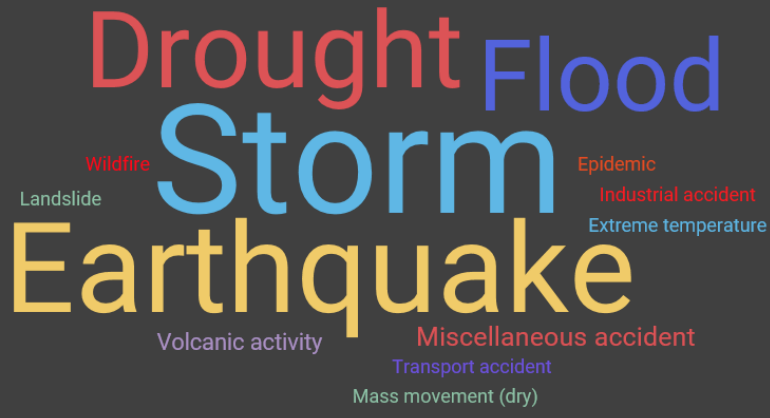 Drought
Flood
Storm
Wildfire
Epidemic
Landslide
Industrial accident
Extreme temperature
Earthquake
Volcanic activity
Miscellaneous accident
Transport accident
Mass movement (dry)